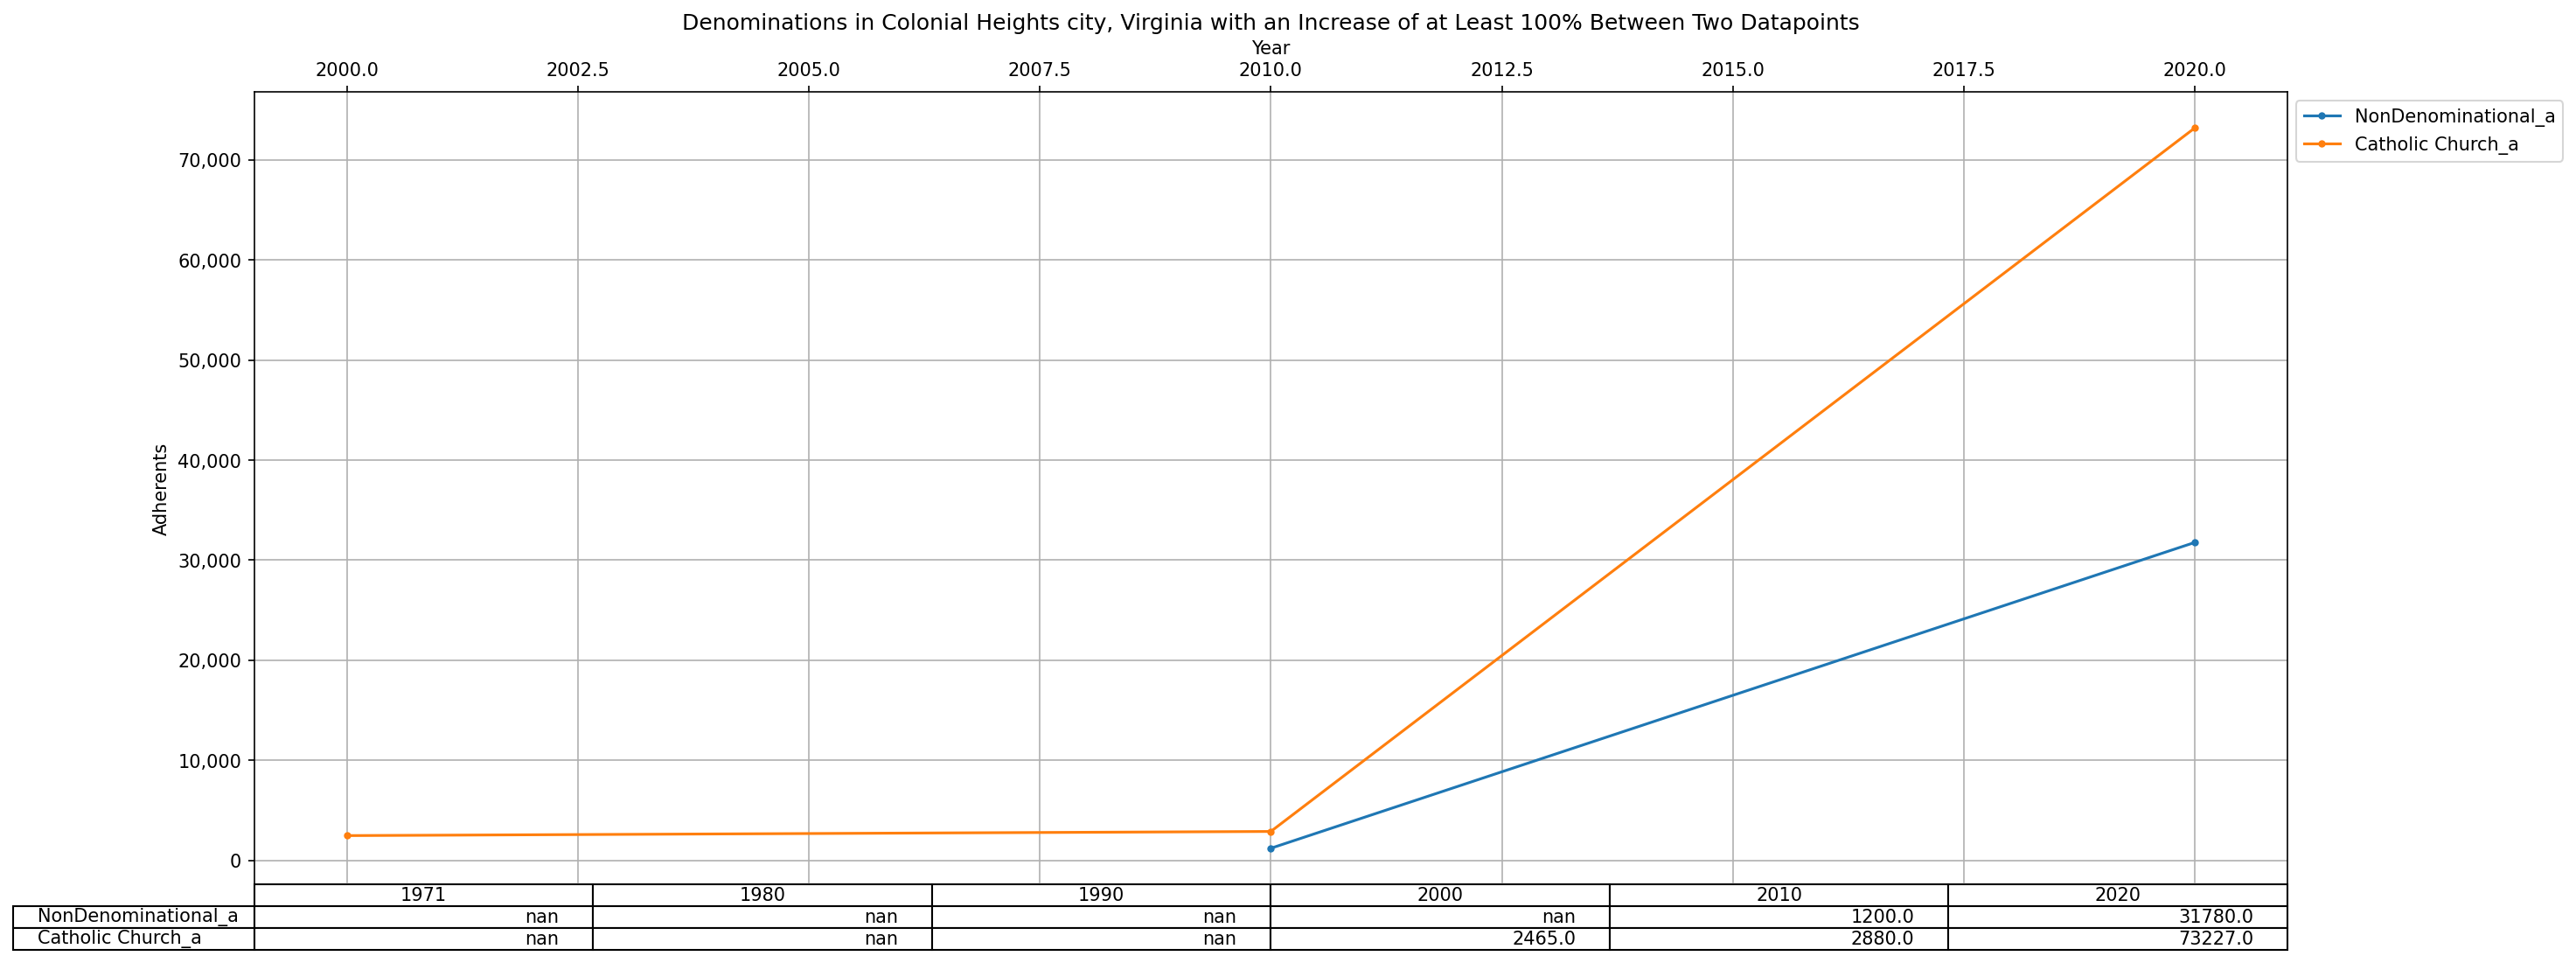 Denominations in Colonial Heights city, Virginia with an Increase of at Least 100% Between Two Datapoints
Year
2000.0 2002.5 2005.0 2007.5 2010.0 2012.5 2015.0 2017.5 2020.0
NonDenominational_a
Catholic Church_a
70,000
60,000
50,000
40,000
30,000
20,000
10,000
0
Adherents
1971 1980 1990 2000 2010 2020
NonDenominational_a nan nan nan nan 1200.0 31780.0
Catholic Church_a nan nan nan 2465.0 2880.0 73227.0